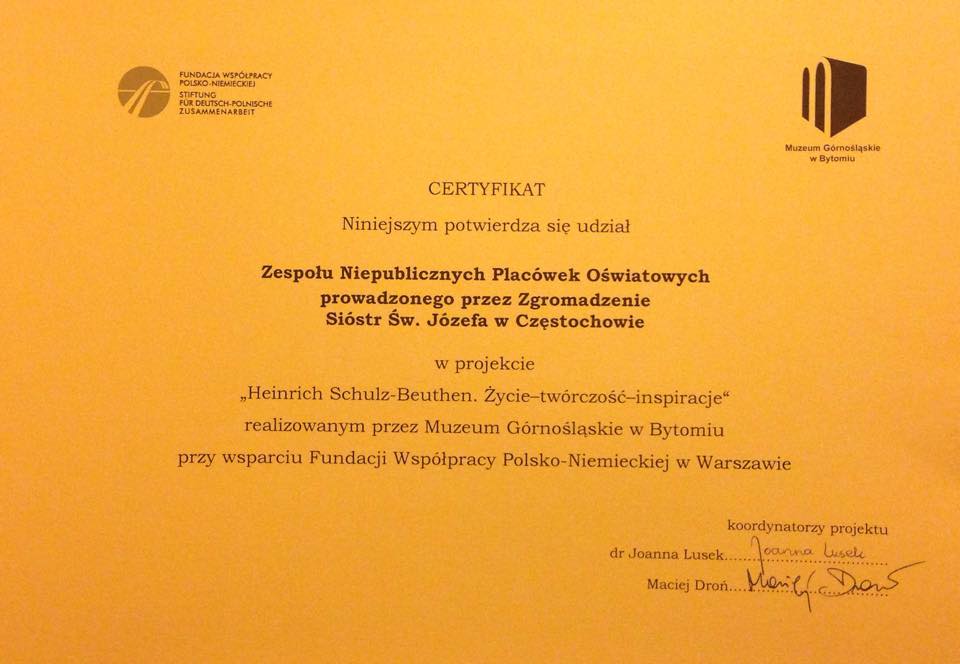 FUNDACJA WSPÓŁPRACY
POLSKO-NIEMIECKIEJ
STIFTUNG
FÜR DEUTSCH-POLNISCHE
ZUSAMMENARBEIT
Muzeum Górnośląskie
w Bytomiu
CERTYFIKAT
Niniejszym potwierdza się udział
Zespołu Niepublicznych Placówek Oświatowych
prowadzonego przez Zgromadzenie
Sióstr Św. Józefa w Częstochowie
w projekcie
„Heinrich Schulz-Beuthen. Życie–twórczość–inspiracje“
realizowanym przez Muzeum Górnośląskie w Bytomiu
przy wsparciu Fundacji Współpracy Polsko-Niemieckiej w Warszawie
koordynatorzy projektu
dr Joanna Lusek..... Joanna Lusek
Maciej Droń..... Maciej Droń